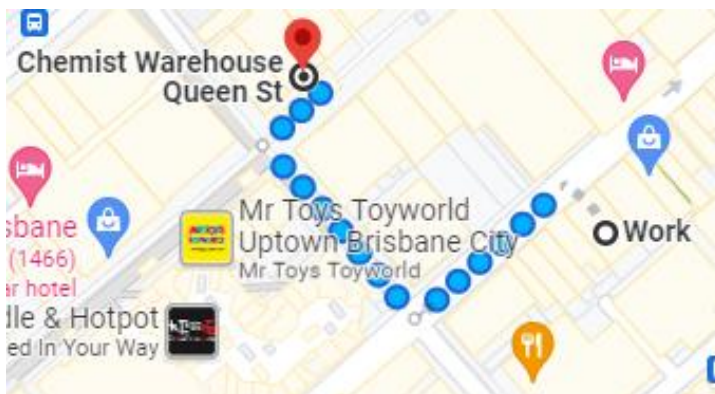 Chemist Warehouse
Queen St
Mr Toys Toyworld
Uptown Brisbane City
Mr Toys Toyworld
Work
sbane
(1466)
ar hotel
dle & Hotpot
ed In Your Way